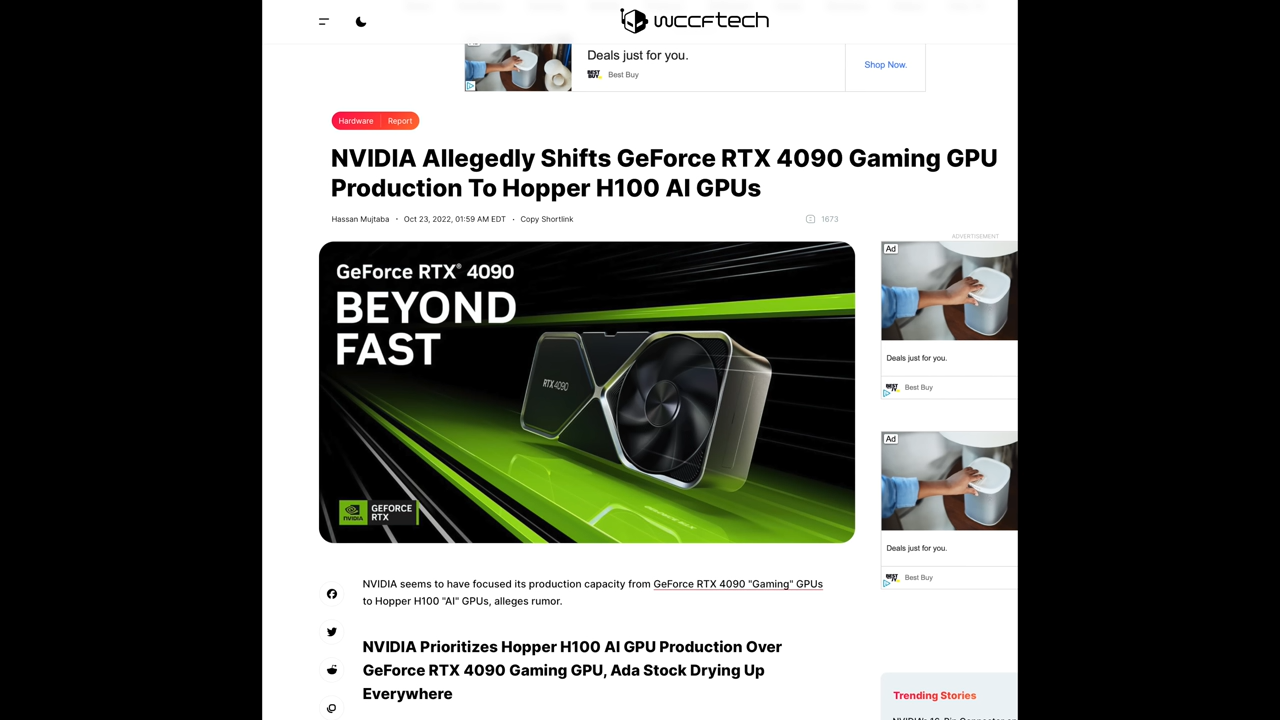 wccftech
Deals just for you.
BEST BUY
Best Buy
Shop Now.
Hardware
Report
NVIDIA Allegedly Shifts GeForce RTX 4090 Gaming GPU
Production To Hopper H100 AI GPUs
Hassan Mujtaba • Oct 23, 2022, 01:59 AM EDT • Copy Shortlink
1673
ADVERTISEMENT
GeForce RTX® 4090
BEYOND
FAST
RTX 4090
NVIDIA
GEFORCE
RTX
Ad
Deals just for you.
Best Buy
Ad
Deals just for you.
Best Buy
NVIDIA seems to have focused its production capacity from GeForce RTX 4090 "Gaming" GPUs
to Hopper H100 "AI" GPUs, alleges rumor.
NVIDIA Prioritizes Hopper H100 AI GPU Production Over
GeForce RTX 4090 Gaming GPU, Ada Stock Drying Up
Everywhere
Trending Stories